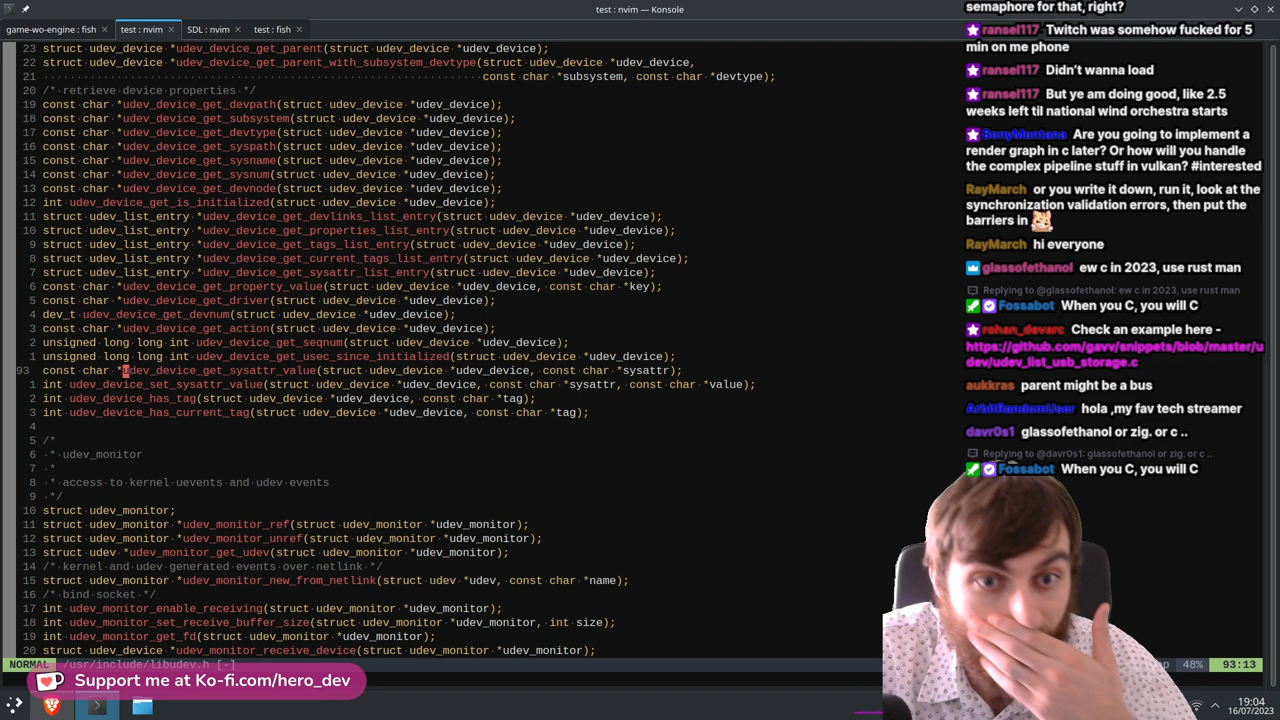 test : nvim — Konsole
game-wo-engine : fish
test : nvim
SDL : nvim
test : fish
23 struct udev_device *udev_device_get_parent(struct udev_device *udev_device);
22 struct udev_device *udev_device_get_parent_with_subsystem_devtype(struct udev_device *udev_device,
21 const char *subsystem, const char *devtype);
20 /* retrieve device properties */
19 const char *udev_device_get_devpath(struct udev_device *udev_device);
18 const char *udev_device_get_subsystem(struct udev_device *udev_device);
17 const char *udev_device_get_devtype(struct udev_device *udev_device);
16 const char *udev_device_get_syspath(struct udev_device *udev_device);
15 const char *udev_device_get_sysname(struct udev_device *udev_device);
14 const char *udev_device_get_sysnum(struct udev_device *udev_device);
13 const char *udev_device_get_devnode(struct udev_device *udev_device);
12 int udev_device_get_is_initialized(struct udev_device *udev_device);
11 struct udev_list_entry *udev_device_get_devlinks_list_entry(struct udev_device *udev_device);
10 struct udev_list_entry *udev_device_get_properties_list_entry(struct udev_device *udev_device);
9 struct udev_list_entry *udev_device_get_tags_list_entry(struct udev_device *udev_device);
8 struct udev_list_entry *udev_device_get_current_tags_list_entry(struct udev_device *udev_device);
7 struct udev_list_entry *udev_device_get_sysattr_list_entry(struct udev_device *udev_device);
6 const char *udev_device_get_property_value(struct udev_device *udev_device, const char *key);
5 const char *udev_device_get_driver(struct udev_device *udev_device);
4 dev_t udev_device_get_devnum(struct udev_device *udev_device);
3 const char *udev_device_get_action(struct udev_device *udev_device);
2 unsigned long long int udev_device_get_seqnum(struct udev_device *udev_device);
1 unsigned long long int udev_device_get_usec_since_initialized(struct udev_device *udev_device);
93 const char *udev_device_get_sysattr_value(struct udev_device *udev_device, const char *sysattr);
1 int udev_device_set_sysattr_value(struct udev_device *udev_device, const char *sysattr, const char *value);
2 int udev_device_has_tag(struct udev_device *udev_device, const char *tag);
3 int udev_device_has_current_tag(struct udev_device *udev_device, const char *tag);
4
5 /*
6 * udev_monitor
7 *
8 * access to kernel uevents and udev events
9 */
10 struct udev_monitor;
11 struct udev_monitor *udev_monitor_ref(struct udev_monitor *udev_monitor);
12 struct udev_monitor *udev_monitor_unref(struct udev_monitor *udev_monitor);
13 struct udev *udev_monitor_get_udev(struct udev_monitor *udev_monitor);
14 /* kernel and udev generated events over netlink */
15 struct udev_monitor *udev_monitor_new_from_netlink(struct udev *udev, const char *name);
16 /* bind socket */
17 int udev_monitor_enable_receiving(struct udev_monitor *udev_monitor);
18 int udev_monitor_set_receive_buffer_size(struct udev_monitor *udev_monitor, int size);
19 int udev_monitor_get_fd(struct udev_monitor *udev_monitor);
20 struct udev_device *udev_monitor_receive_device(struct udev_monitor *udev_monitor);
NORMAL /usr/include/libudev.h [-]
48% 93:13
Support me at Ko-fi.com/hero_dev
semaphore for that, right?
ransel117 Twitch was somehow fucked for 5
min on me phone
ransel117 Didn't wanna load
ransel117 But ye am doing good, like 2.5
weeks left til national wind orchestra starts
BonyMontana Are you going to implement a
render graph in c later? Or how will you handle
the complex pipeline stuff in vulkan? #interested
RayMarch or you write it down, run it, look at the
synchronization validation errors, then put the
barriers in
RayMarch hi everyone
glassofethanol ew c in 2023, use rust man
Replying to @glassofethanol: ew c in 2023, use rust man
Fossabot When you C, you will C
rohan_devarc Check an example here -
https://github.com/gavv/snippets/blob/master/u
dev/udev_list_usb_storage.c
aukkras parent might be a bus
ArbitRandomUser hola ,my fav tech streamer
davr0s1 glassofethanol or zig. or c ..
Replying to @davr0s1: glassofethanol or zig. or c ..
Fossabot When you C, you will C
19:04
16/07/2023